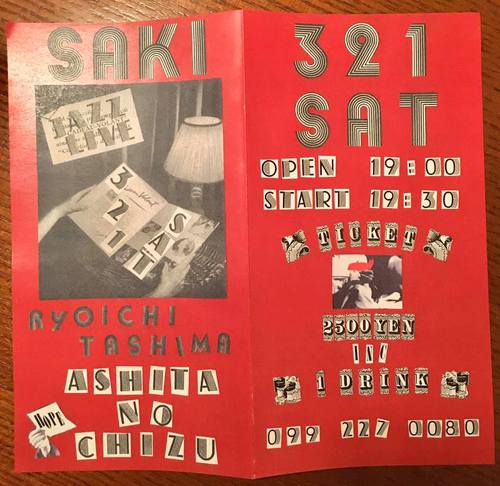 SAKI
JAZZ
LIVE
3
2
1
SAT
RYOICHI
TASHIMA
ASHITA
NO
HOPE
CHIZU
321
SAT
OPEN 19:00
START 19:30
TICKET
2500 YEN
1 DRINK
099 227 0080